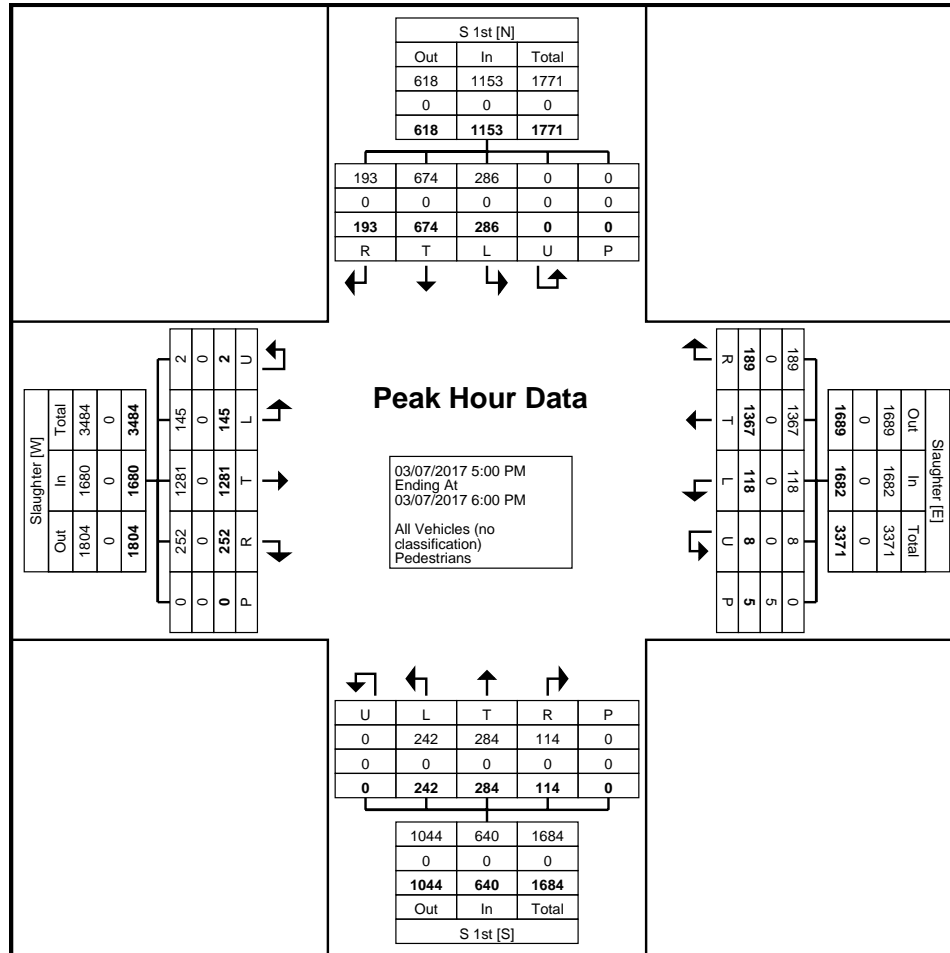 S 1st [N]
Out In Total
618 1153 1771
0 0 0
618 1153 1771
193 674 286 0 0
0 0 0 0 0
193 674 286 0 0
R T L U P
Slaughter [W]
Total In Out
3484 1680 1804
0 0 0
3484 1680 1804
2 145 1281 252 0
0 0 0 0 0
2 145 1281 252 0
U L T R P
Peak Hour Data
03/07/2017 5:00 PM
Ending At
03/07/2017 6:00 PM
All Vehicles (no
classification)
Pedestrians
Slaughter [E]
Out In Total
1689 1682 3371
0 0 0
1689 1682 3371
189 1367 118 8 0
0 0 0 0 5
189 1367 118 8 5
R T L U P
U L T R P
0 242 284 114 0
0 0 0 0 0
0 242 284 114 0
1044 640 1684
0 0 0
1044 640 1684
Out In Total
S 1st [S]